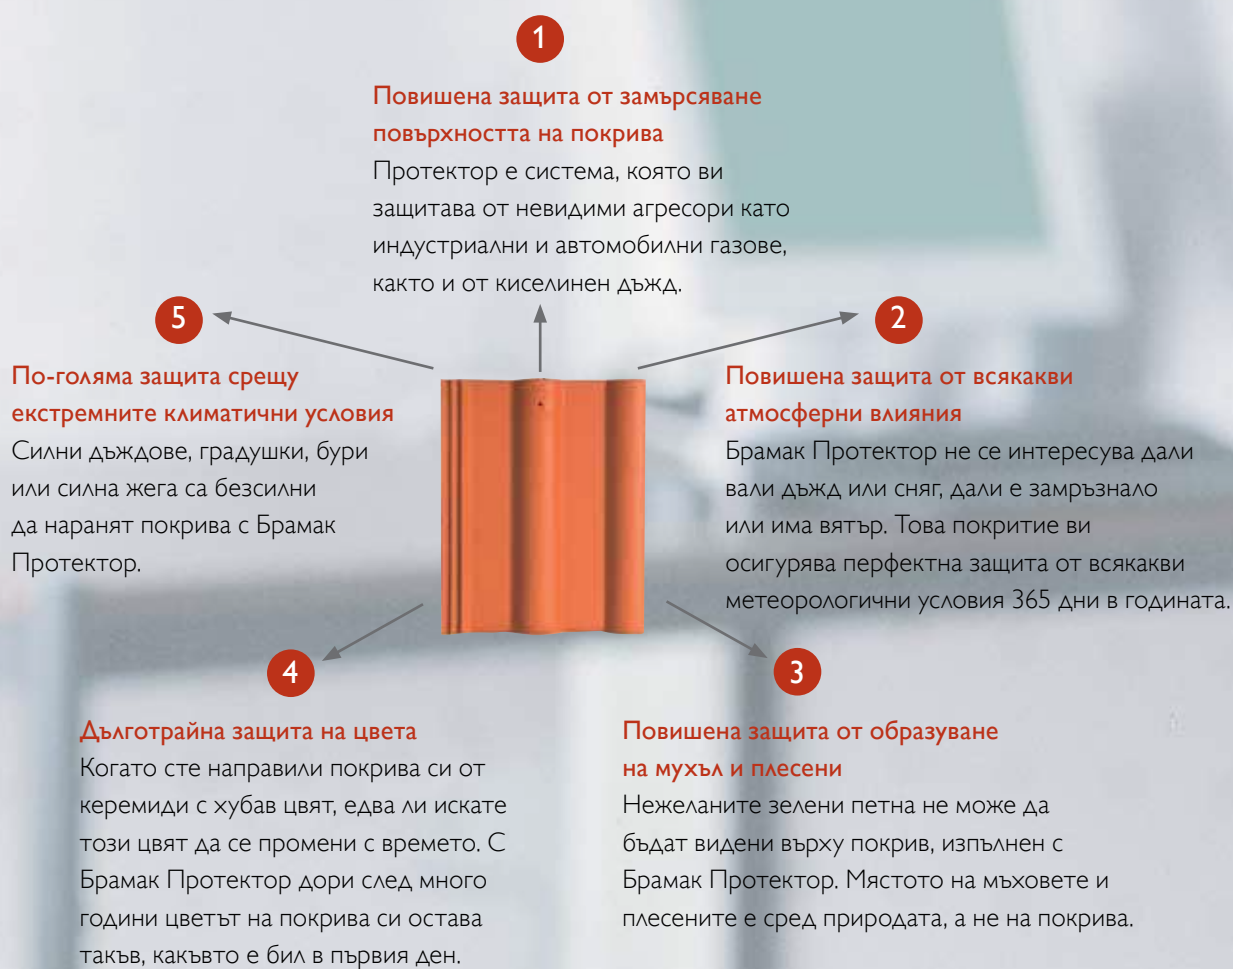 1
Повишена защита от замърсяване
повърхността на покрива
Протектор е система, която ви
защитава от невидими агресори като
индустриални и автомобилни газове,
както и от киселинен дъжд.
2
Повишена защита от всякакви
атмосферни влияния
Брамак Протектор не се интересува дали
вали дъжд или сняг, дали е замръзнало
или има вятър. Това покритие ви
осигурява перфектна защита от всякакви
метеорологични условия 365 дни в годината.
3
Повишена защита от образуване
на мухъл и плесени
Нежеланите зелени петна не може да
бъдат видени върху покрив, изпълнен с
Брамак Протектор. Мястото на мъховете и
плесените е сред природата, а не на покрива.
4
Дълготрайна защита на цвета
Когато сте направили покрива си от
керемиди с хубав цвят, едва ли искате
този цвят да се промени с времето. С
Брамак Протектор дори след много
години цветът на покрива си остава
такъв, какъвто е бил в първия ден.
5
По-голяма защита срещу
екстремните климатични условия
Силни дъждове, градушки, бури
или силна жега са безсилни
да наранят покрива с Брамак
Протектор.